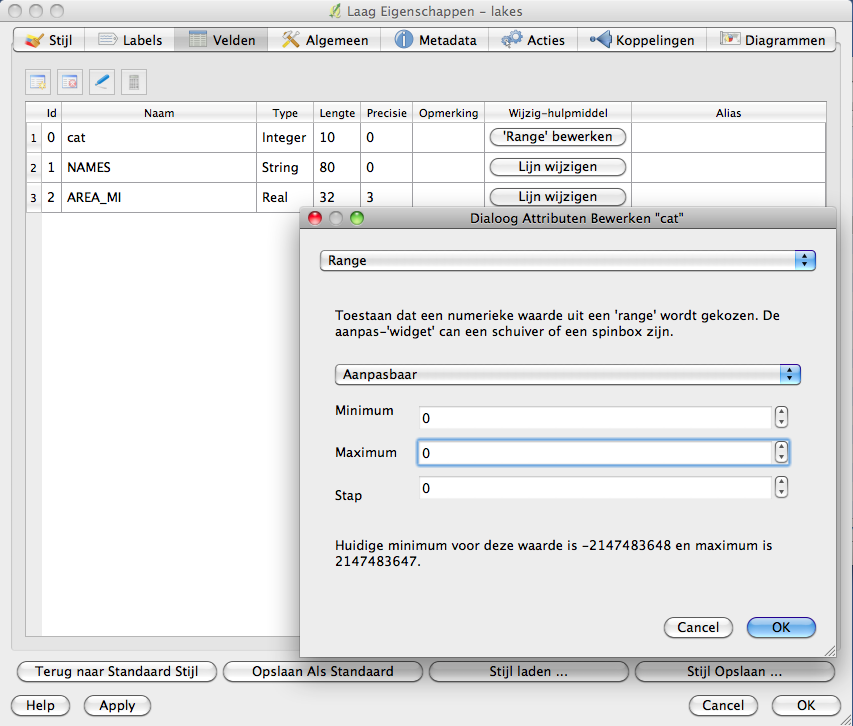 Laag Eigenschappen - lakes
Stijl Labels Velden Algemeen Metadata Acties Koppelingen Diagrammen
Id Naam Type Lengte Precisie Opmerking Wijzig-hulpmiddel Alias
1 0 cat Integer 10 0 'Range' bewerken
2 1 NAMES String 80 0 Lijn wijzigen
3 2 AREA_MI Real 32 3 Lijn wijzigen
Dialoog Attributen Bewerken "cat"
Range
Toestaan dat een numerieke waarde uit een 'range' wordt gekozen. De
aanpas-'widget' can een schuiver of een spinbox zijn.
Aanpasbaar
Minimum 0
Maximum 0
Stap 0
Huidige minimum voor deze waarde is -2147483648 en maximum is
2147483647.
Cancel OK
Terug naar Standaard Stijl Opslaan Als Standaard Stijl laden ... Stijl Opslaan ...
Help Apply Cancel OK